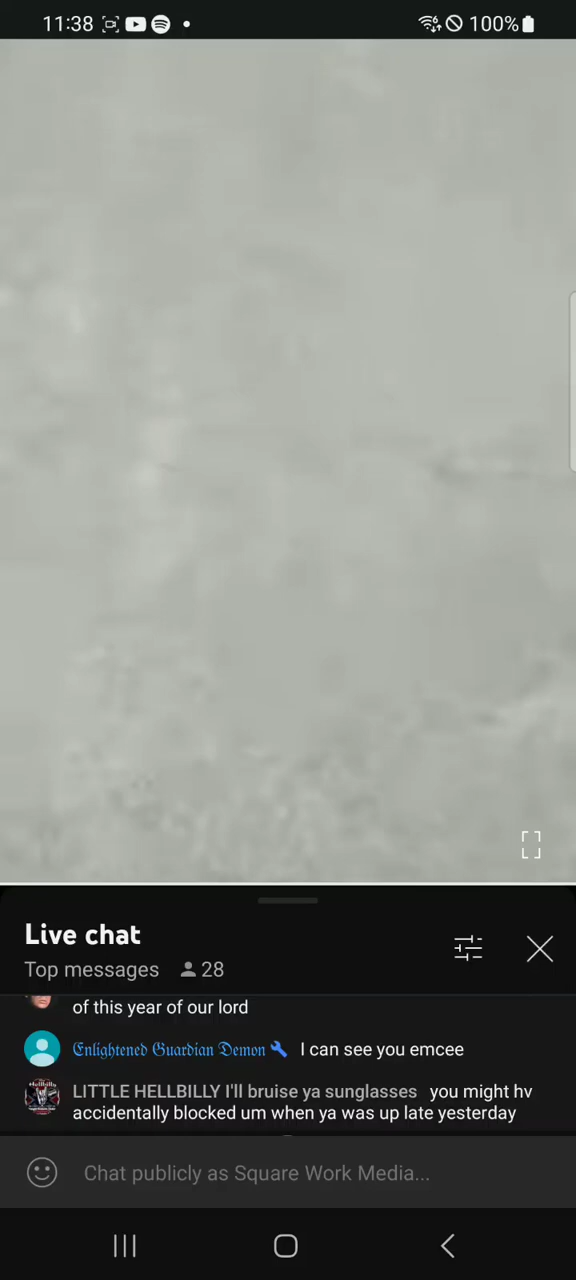 11:38 100%
Live chat
Top messages 28
of this year of our lord
Enlightened Guardian Demon I can see you emcee
LITTLE HELLBILLY I'll bruise ya sunglasses you might hv
accidentally blocked um when ya was up late yesterday
Chat publicly as Square Work Media...